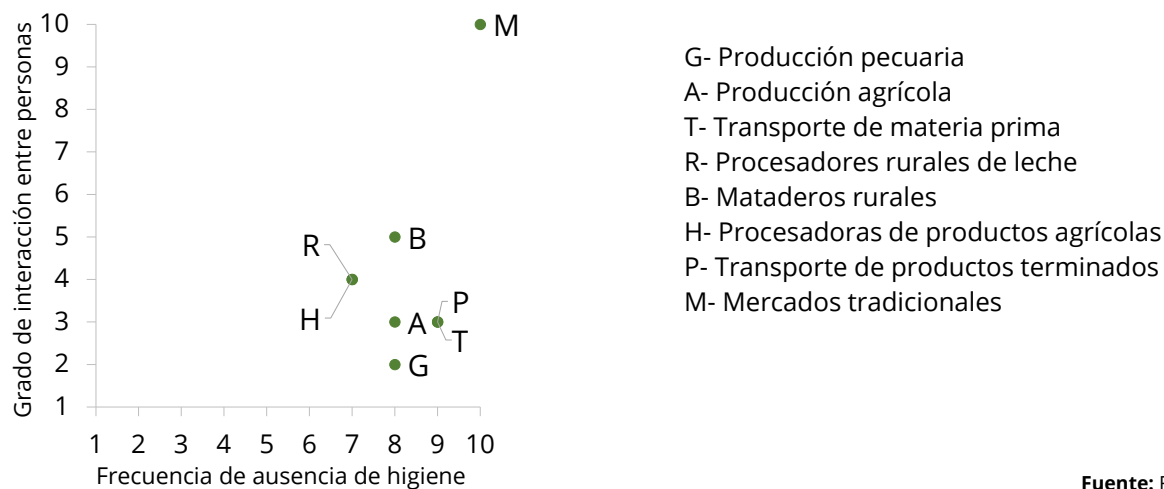 Grado de interacción entre personas
10
9
8
7
6
5
4
3
2
1
M
R
B
H
P
A
T
G
1 2 3 4 5 6 7 8 9 10
Frecuencia de ausencia de higiene
G- Producción pecuaria
A- Producción agrícola
T- Transporte de materia prima
R- Procesadores rurales de leche
B- Mataderos rurales
H- Procesadoras de productos agrícolas
P- Transporte de productos terminados
M- Mercados tradicionales
Fuente: